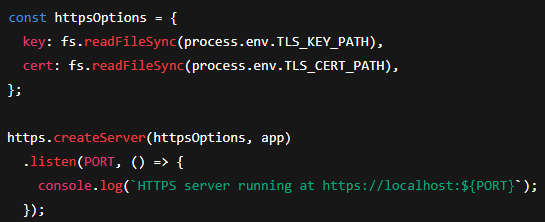 const httpsOptions = {
  key: fs.readFileSync(process.env.TLS_KEY_PATH),
  cert: fs.readFileSync(process.env.TLS_CERT_PATH),
};

https.createServer(httpsOptions, app)
  .listen(PORT, () => {
    console.log(`HTTPS server running at https://localhost:${PORT}`);
  });